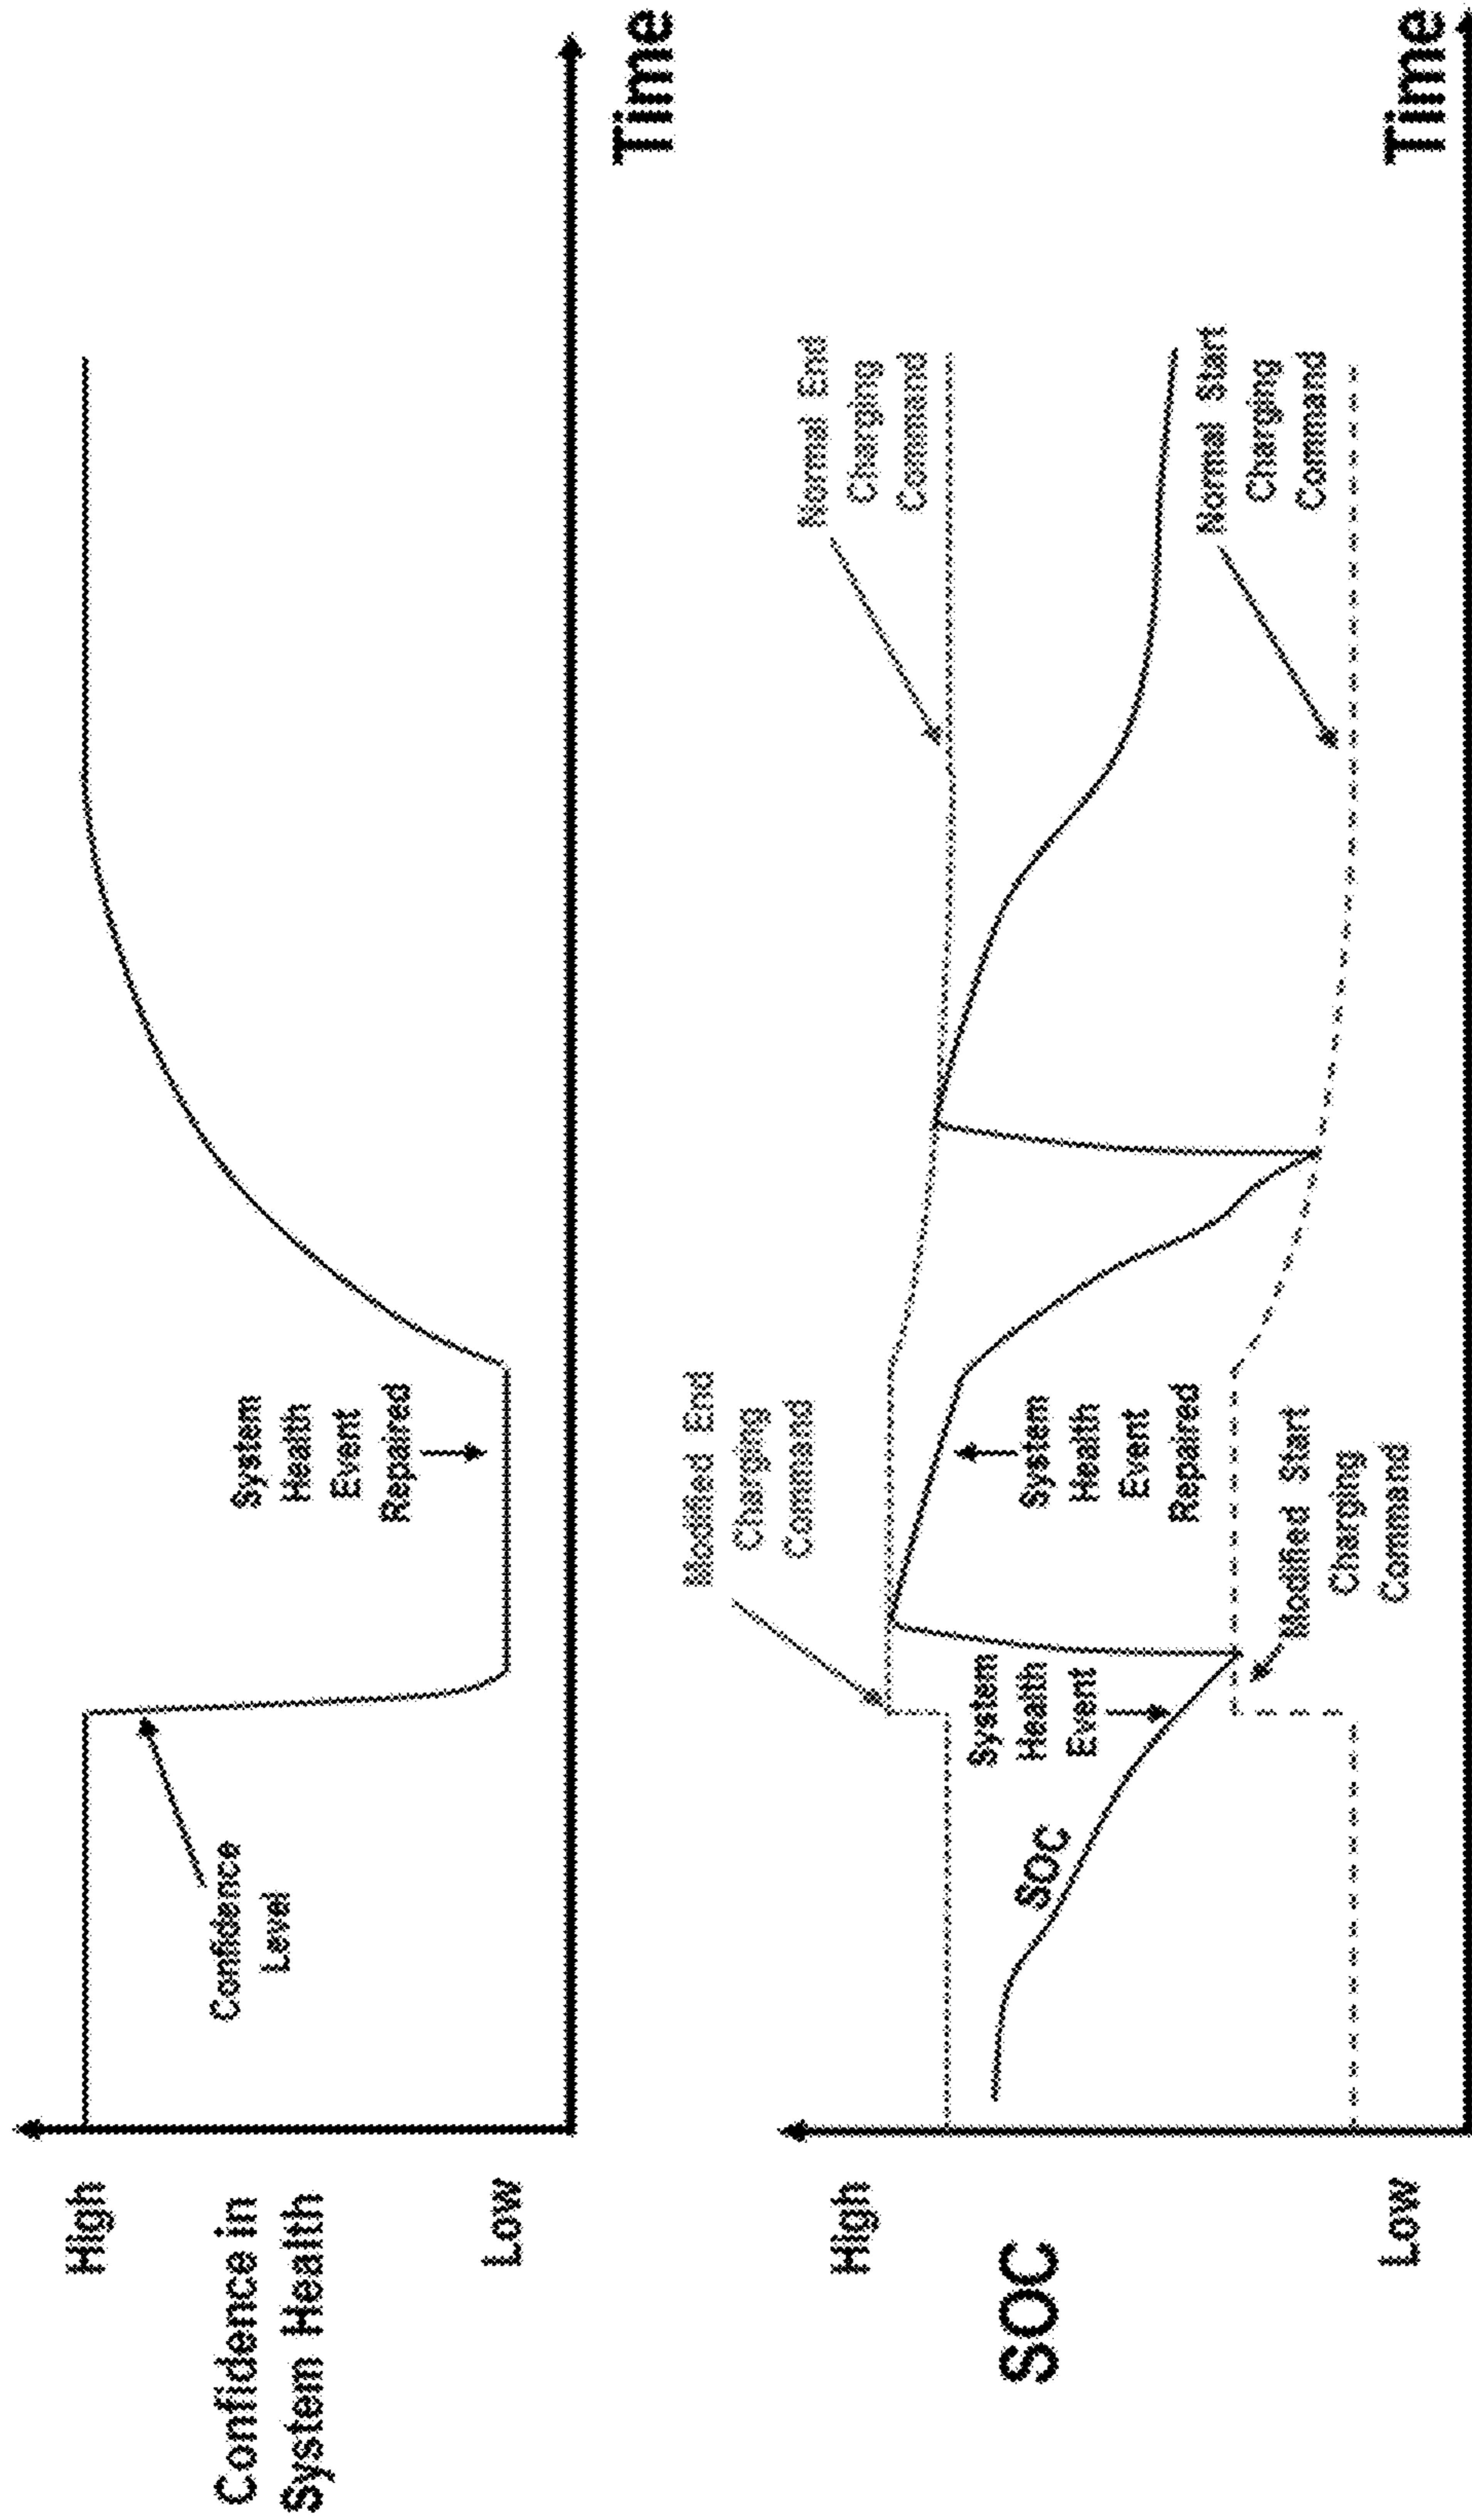 High
Confidence in
System Health
Low
Confidence
Level
System
Health
Event
Repaired
Time
High
SOC
Low
SOC
System
Health
Event
Modified End
Charging
Command
System
Health
Event
Repaired
Modified Start
Charging
Command
Normal End
Charging
Command
Normal Start
Charging
Command
Time